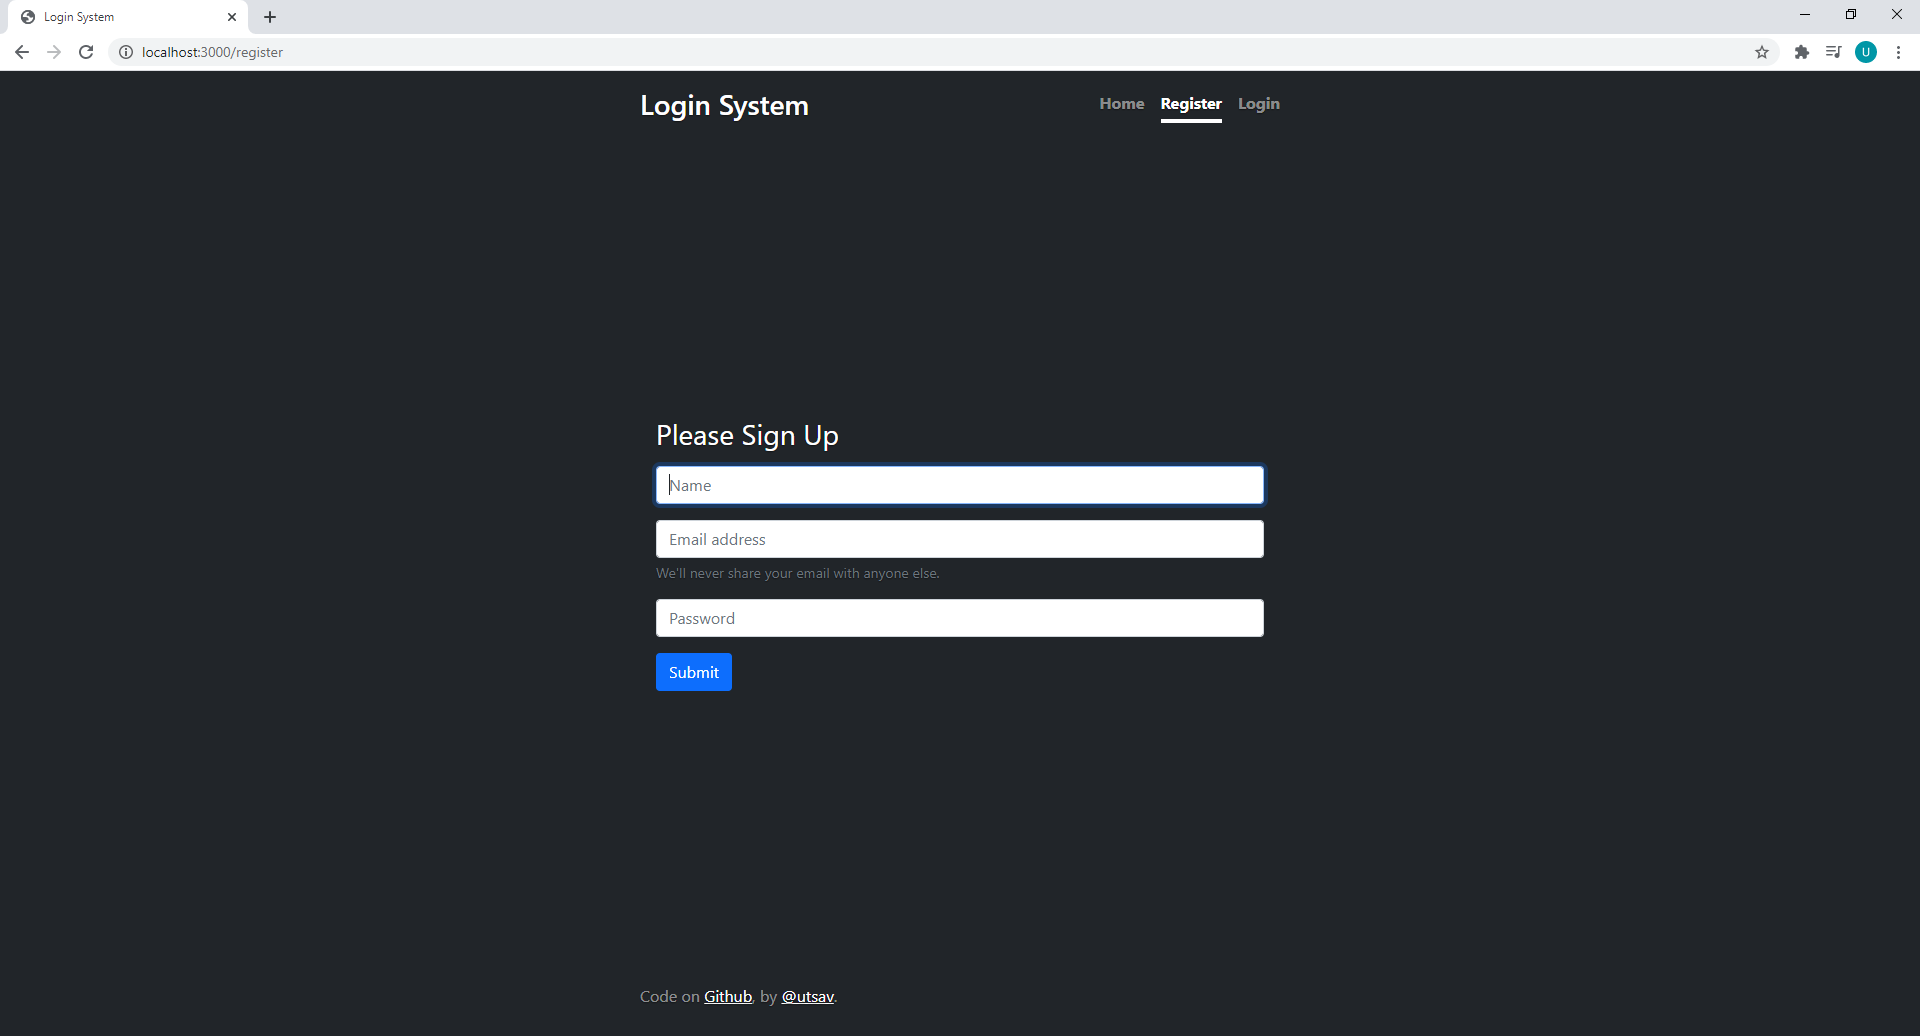 Login System
localhost:3000/register
U
Login System
Home Register Login
Please Sign Up
Name
Email address
We'll never share your email with anyone else.
Password
Submit
Code on Github, by @utsav.